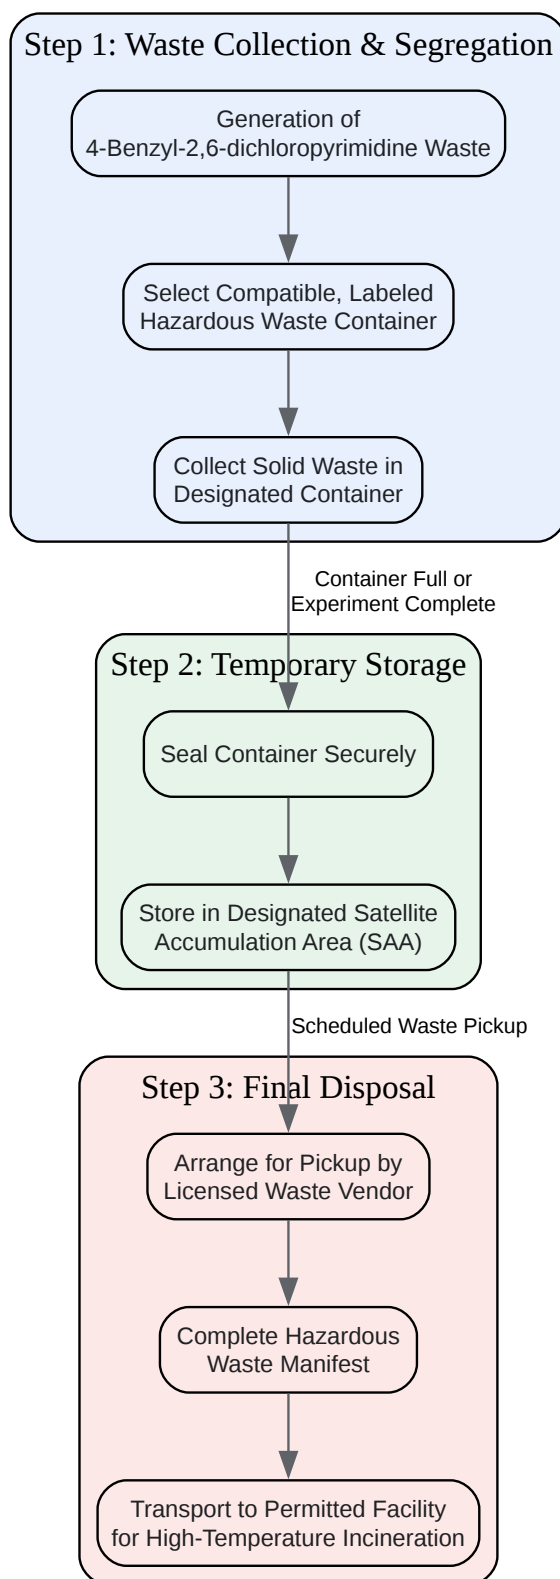 Step 1: Waste Collection & Segregation
Generation of
4-Benzyl-2,6-dichloropyrimidine Waste
Select Compatible, Labeled
Hazardous Waste Container
Collect Solid Waste in
Designated Container
Container Full or
Experiment Complete
Step 2: Temporary Storage
Seal Container Securely
Store in Designated Satellite
Accumulation Area (SAA)
Scheduled Waste Pickup
Step 3: Final Disposal
Arrange for Pickup by
Licensed Waste Vendor
Complete Hazardous
Waste Manifest
Transport to Permitted Facility
for High-Temperature Incineration